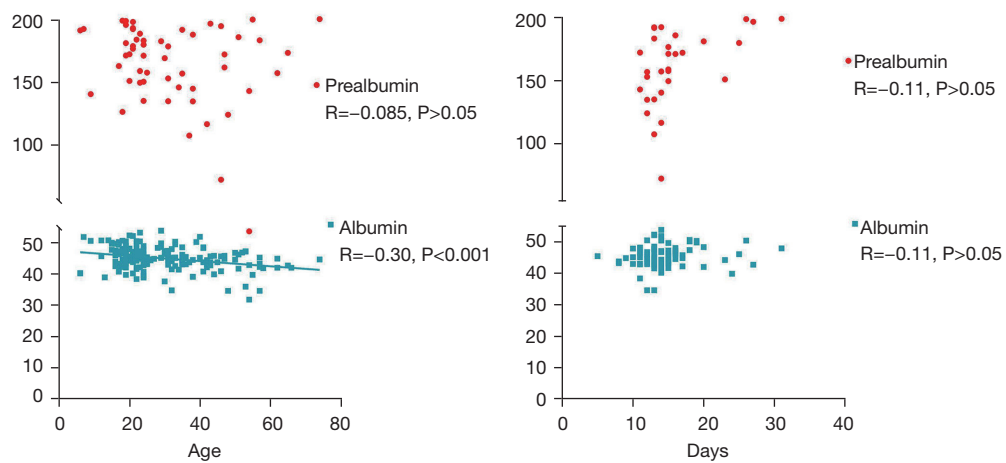 200
150
100
50
40
30
20
10
0
0 20 40 60 80
Age
Prealbumin
R=−0.085, P>0.05
Albumin
R=−0.30, P<0.001
200
150
100
50
40
30
20
10
0
0 10 20 30 40
Days
Prealbumin
R=−0.11, P>0.05
Albumin
R=−0.11, P>0.05